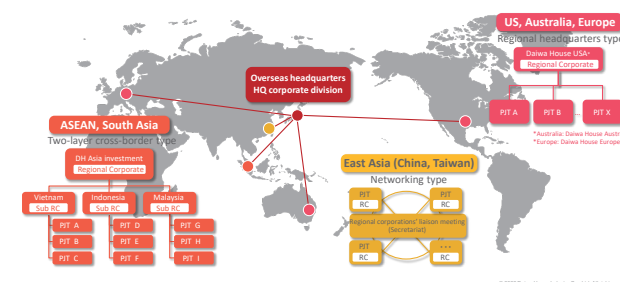 US, Australia, Europe
Regional headquarters type
Daiwa House USA*
Regional Corporate
PJT A
PJT B
...
PJT X
*Australia: Daiwa House Austr
*Europe: Daiwa House Europe
Overseas headquarters
HQ corporate division
ASEAN, South Asia
Two-layer cross-border type
DH Asia investment
Regional Corporate
Vietnam
Sub RC
PJT A
PJT B
PJT C
Indonesia
Sub RC
PJT D
PJT E
PJT F
Malaysia
Sub RC
PJT G
PJT H
PJT I
East Asia (China, Taiwan)
Networking type
PJT
RC
PJT
RC
Regional corporations' liaison meeting
(Secretariat)
PJT
RC
...
RC